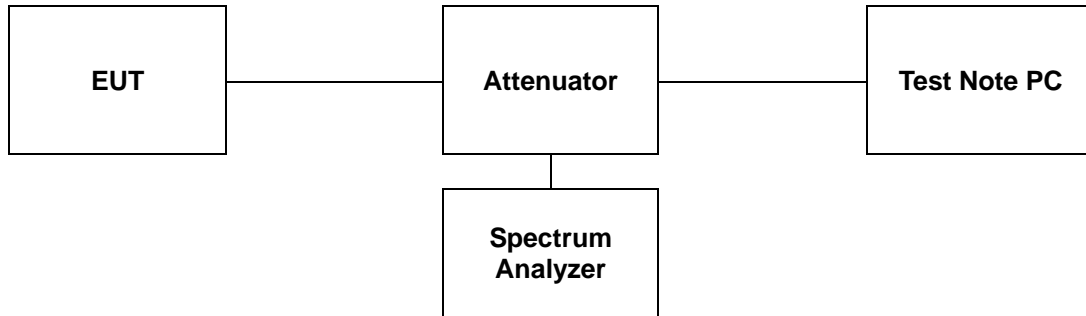 EUT
Attenuator
Test Note PC
Spectrum
Analyzer